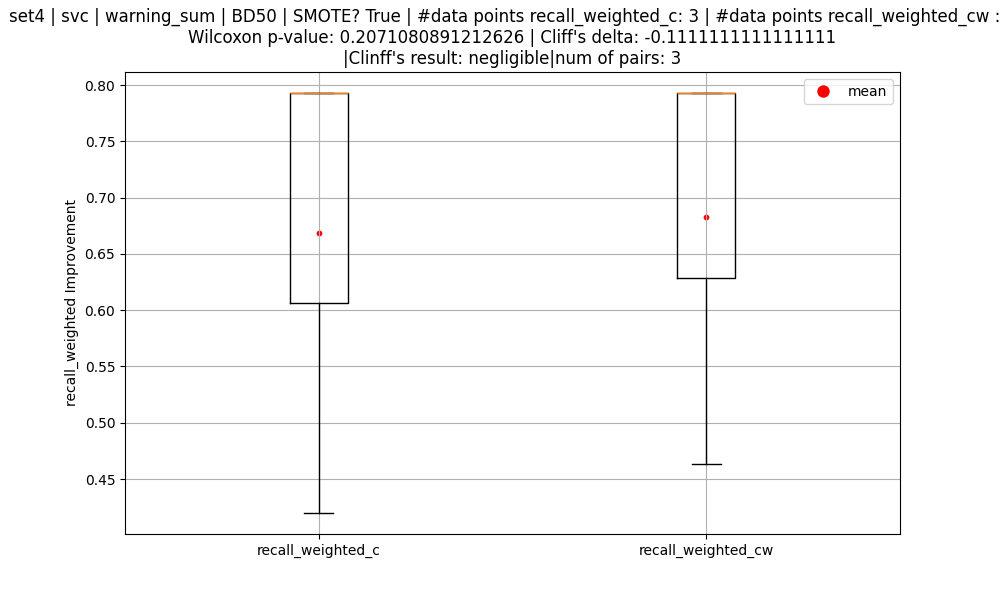 set4 | svc | warning_sum | BD50 | SMOTE? True | #data points recall_weighted_c: 3 | #data points recall_weighted_cw :
Wilcoxon p-value: 0.2071080891212626 | Cliff's delta: -0.1111111111111111
|Clinff's result: negligible|num of pairs: 3
mean
0.80
0.75
0.70
0.65
0.60
0.55
0.50
0.45
recall_weighted Improvement
recall_weighted_c
recall_weighted_cw